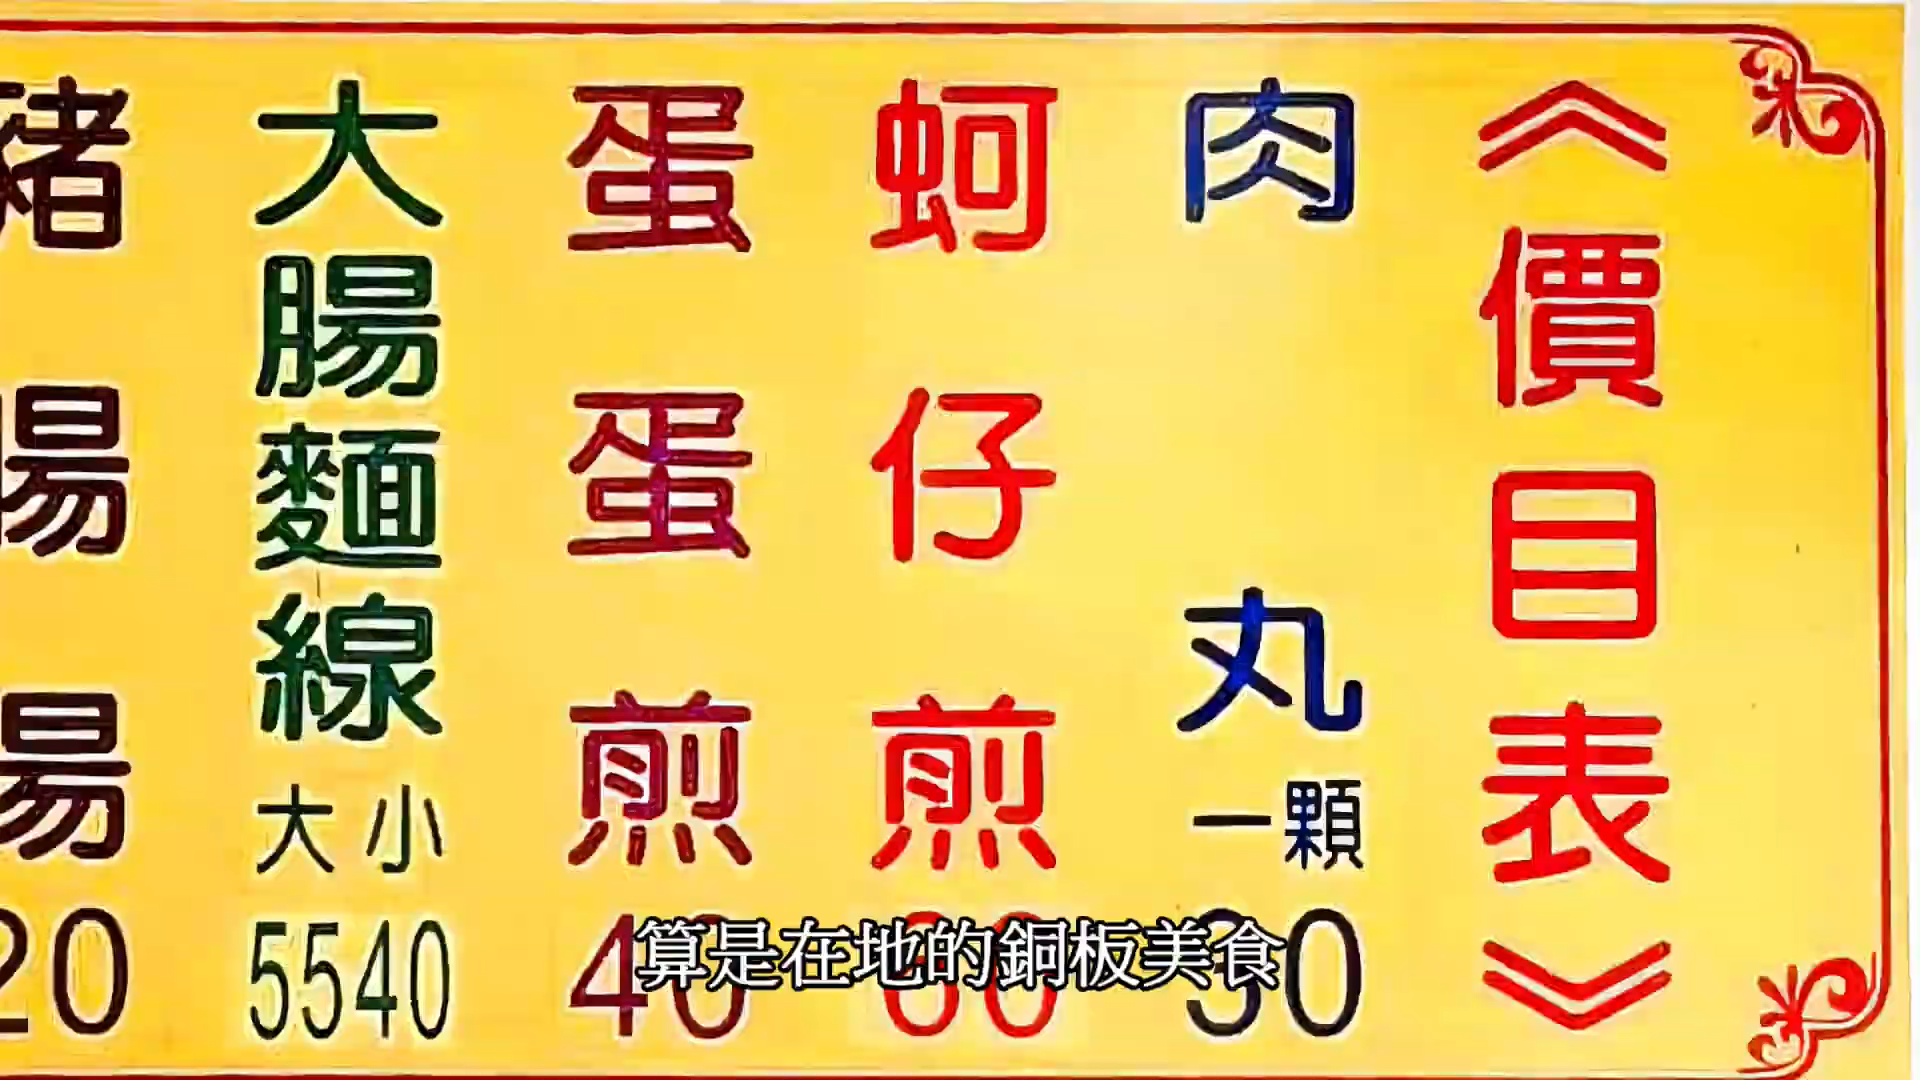 《價目表》
肉丸
一顆
30
蚵仔煎
60
蛋蛋煎
40
大腸麵線
大小
5540
豬腸湯
20
算是在地的銅板美食